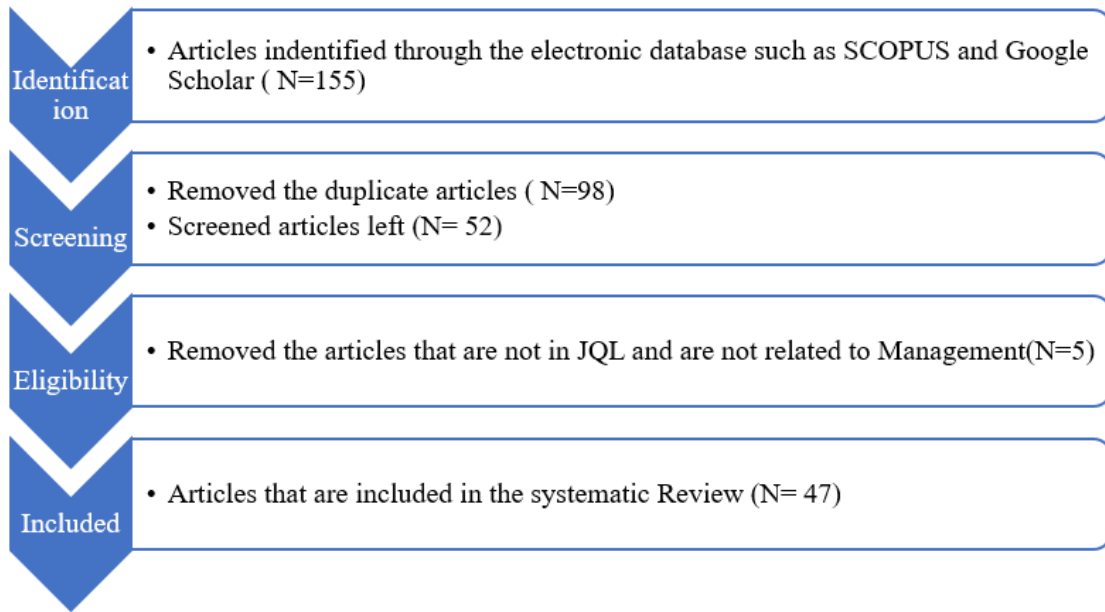 Identificat
ion
• Articles indentified through the electronic database such as SCOPUS and Google
Scholar ( N=155)
Screening
• Removed the duplicate articles ( N=98)
• Screened articles left (N= 52)
Eligibility
• Removed the articles that are not in JQL and are not related to Management(N=5)
Included
• Articles that are included in the systematic Review (N= 47)